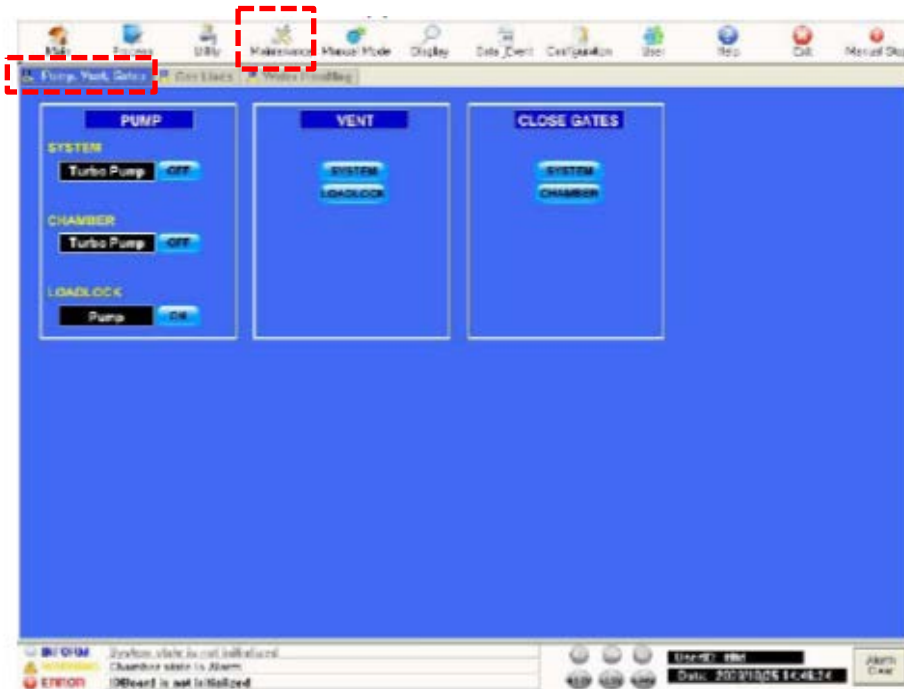 Main Process Utility Maintenance Manual Mode Display Data_Event Configuration User Help Exit Manual Stop
Pump, Vent, Gates Gas Lines Wafer Handling
PUMP
SYSTEM
Turbo Pump OFF
CHAMBER
Turbo Pump OFF
LOADLOCK
Pump ON
VENT
SYSTEM
LOADLOCK
CLOSE GATES
SYSTEM
CHAMBER
INFORM System state is not initialized
WARNING Chamber state is Alarm
ERROR IOBoard is not initialized
UserID:
Date:
Alarm
Clear